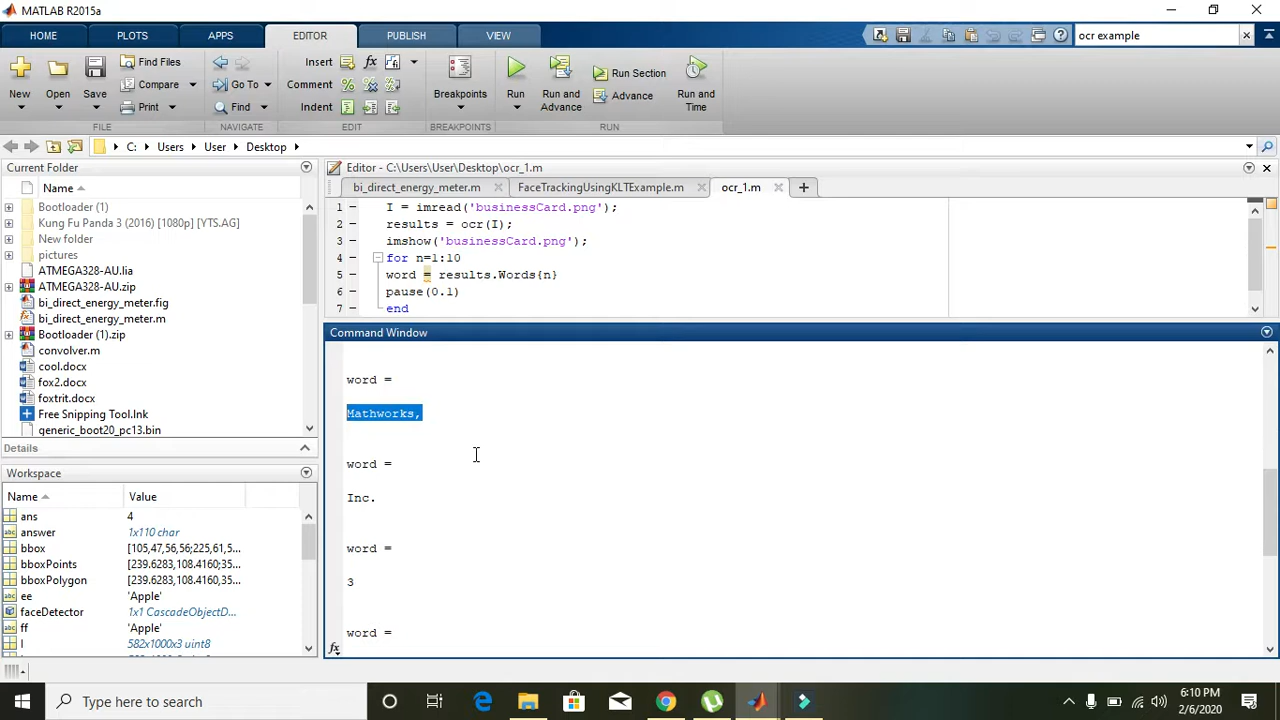 MATLAB R2015a
HOME PLOTS APPS EDITOR PUBLISH VIEW ocr example
New Open Save Find Files Compare Print Go To Find Insert fx Comment Indent Breakpoints Run Run and Advance Run Section Advance Run and Time
FILE NAVIGATE EDIT BREAKPOINTS RUN
C: Users User Desktop
Current Folder
Name
Bootloader (1)
Kung Fu Panda 3 (2016) [1080p] [YTS.AG]
New folder
pictures
ATMEGA328-AU.lia
ATMEGA328-AU.zip
bi_direct_energy_meter.fig
bi_direct_energy_meter.m
Bootloader (1).zip
convolver.m
cool.docx
fox2.docx
foxtrit.docx
Free Snipping Tool.lnk
generic_boot20_pc13.bin
Details
Workspace
Name Value
ans 4
answer 1x110 char
bbox [105,47,56,56;225,61,5...
bboxPoints [239.6283,108.4160;35...
bboxPolygon [239.6283,108.4160,35...
ee 'Apple'
faceDetector 1x1 CascadeObjectD...
ff 'Apple'
I 582x1000x3 uint8
Editor - C:\Users\User\Desktop\ocr_1.m
bi_direct_energy_meter.m FaceTrackingUsingKLTExample.m ocr_1.m
1 I = imread('businessCard.png');
2 results = ocr(I);
3 imshow('businessCard.png');
4 for n=1:10
5 word = results.Words{n}
6 pause(0.1)
7 end
Command Window
word =
Mathworks,
word =
Inc.
word =
3
word =
fx
Type here to search
6:10 PM
2/6/2020